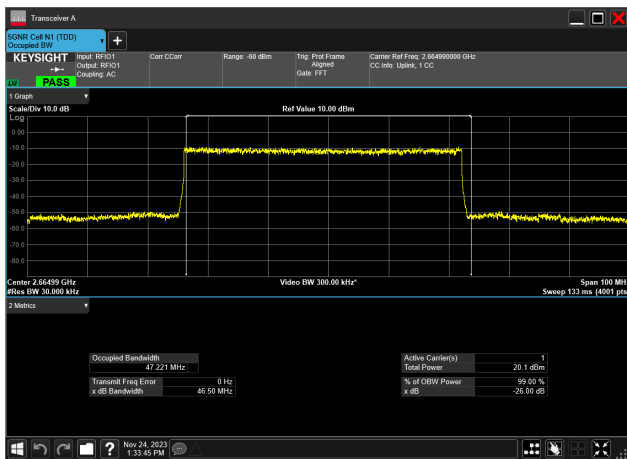 Transceiver A
5GNR Cell N1 (TDD)
Occupied BW
KEYSIGHT
LV
PASS
Input: RFIO1
Output: RFIO1
Coupling: AC
Corr CCorr
Range: -60 dBm
Trig: Prot Frame
Aligned
Gate: FFT
Carrier Ref Freq: 2.664990000 GHz
CC Info: Uplink, 1 CC
1 Graph
Scale/Div 10.0 dB
Ref Value 10.00 dBm
Log
0.00
-10.0
-20.0
-30.0
-40.0
-50.0
-60.0
-70.0
-80.0
Center 2.66499 GHz
#Res BW 30.000 kHz
Video BW 300.00 kHz*
Span 100 MHz
Sweep 133 ms (4001 pts
2 Metrics
Occupied Bandwidth
47.221 MHz
Transmit Freq Error 0 Hz
x dB Bandwidth 46.50 MHz
Active Carrier(s) 1
Total Power 20.1 dBm
% of OBW Power 99.00 %
x dB -26.00 dB
?
Nov 24, 2023
1:33:45 PM